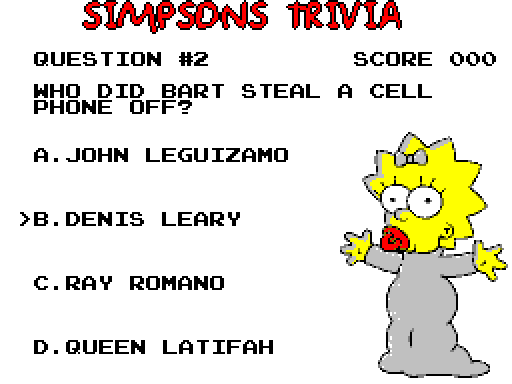 SIMPSONS TRIVIA
QUESTION #2 SCORE 000
WHO DID BART STEAL A CELL
PHONE OFF?
A.JOHN LEGUIZAMO
>B.DENIS LEARY
C.RAY ROMANO
D.QUEEN LATIFAH